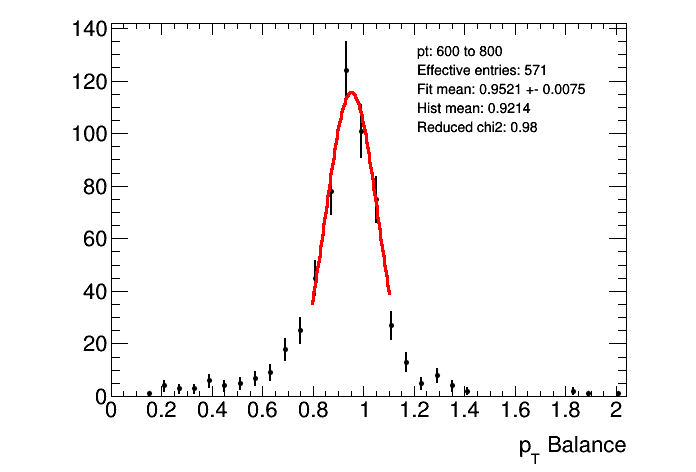 140
120
100
80
60
40
20
0
pt: 600 to 800
Effective entries: 571
Fit mean: 0.9521 +- 0.0075
Hist mean: 0.9214
Reduced chi2: 0.98
0 0.2 0.4 0.6 0.8 1 1.2 1.4 1.6 1.8 2
pT Balance